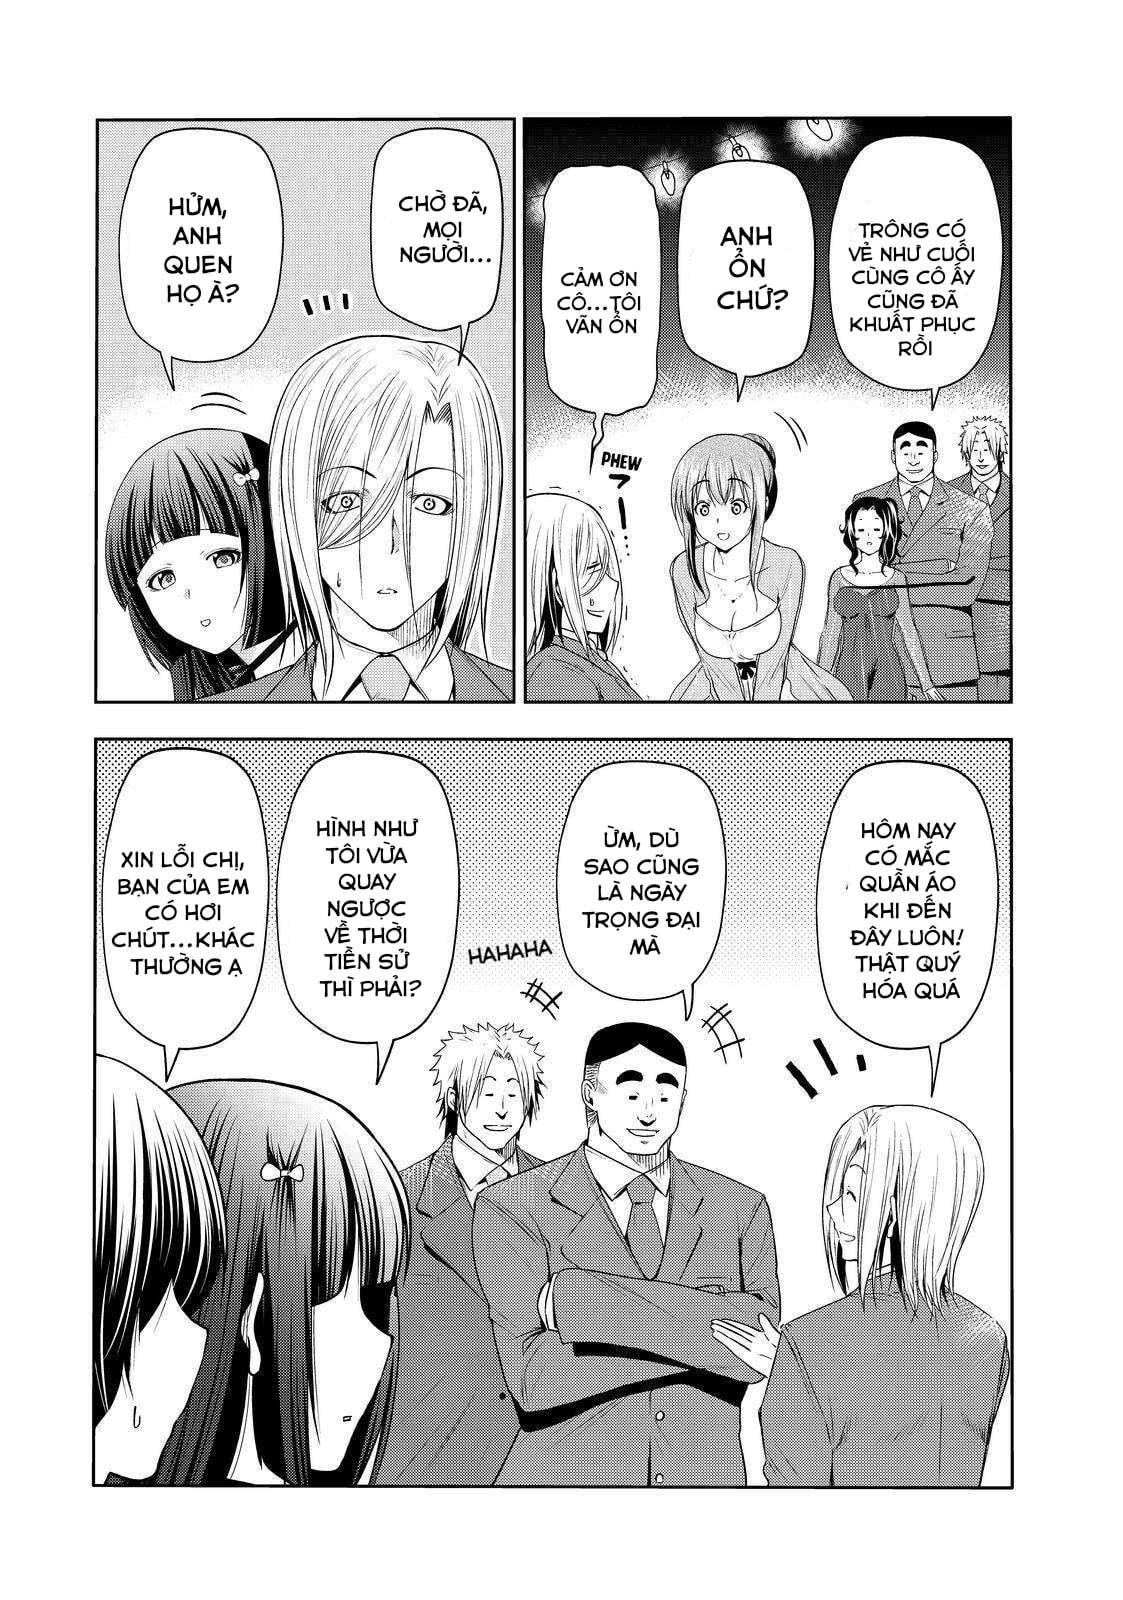 TRÔNG CÓ
VẺ NHƯ CUỐI
CÙNG CÔ ẤY
CŨNG ĐÃ
KHUẤT PHỤC
RỒI
ANH
ỔN
CHỨ?
CẢM ƠN
CÔ...TÔI
VẪN ỔN
PHEW
CHỜ ĐÃ,
MỌI
NGƯỜI...
HỬM,
ANH
QUEN
HỌ À?
HÔM NAY
CÓ MẮC
QUẦN ÁO
KHI ĐẾN
ĐÂY LUÔN!
THẬT QUÝ
HÓA QUÁ
ỪM, DÙ
SAO CŨNG
LÀ NGÀY
TRỌNG ĐẠI
MÀ
HAHAHA
HÌNH NHƯ
TÔI VỪA
QUAY
NGƯỢC
VỀ THỜI
TIỀN SỬ
THÌ PHẢI?
XIN LỖI CHỊ,
BẠN CỦA EM
CÓ HƠI
CHÚT...KHÁC
THƯỜNG Ạ